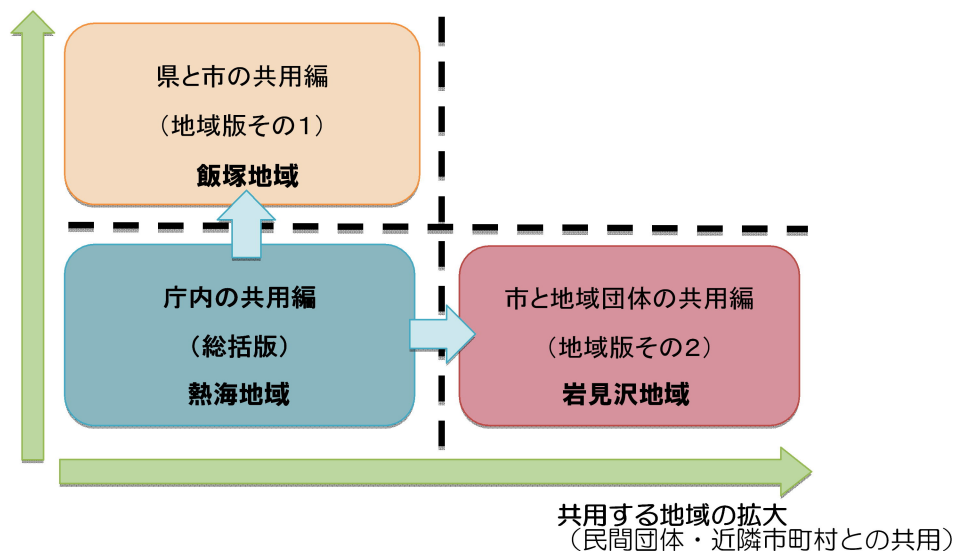 県と市の共用編
（地域版その１）
飯塚地域
庁内の共用編
（総括版）
熱海地域
市と地域団体の共用編
（地域版その２）
岩見沢地域
共用する地域の拡大
（民間団体・近隣市町村との共用）